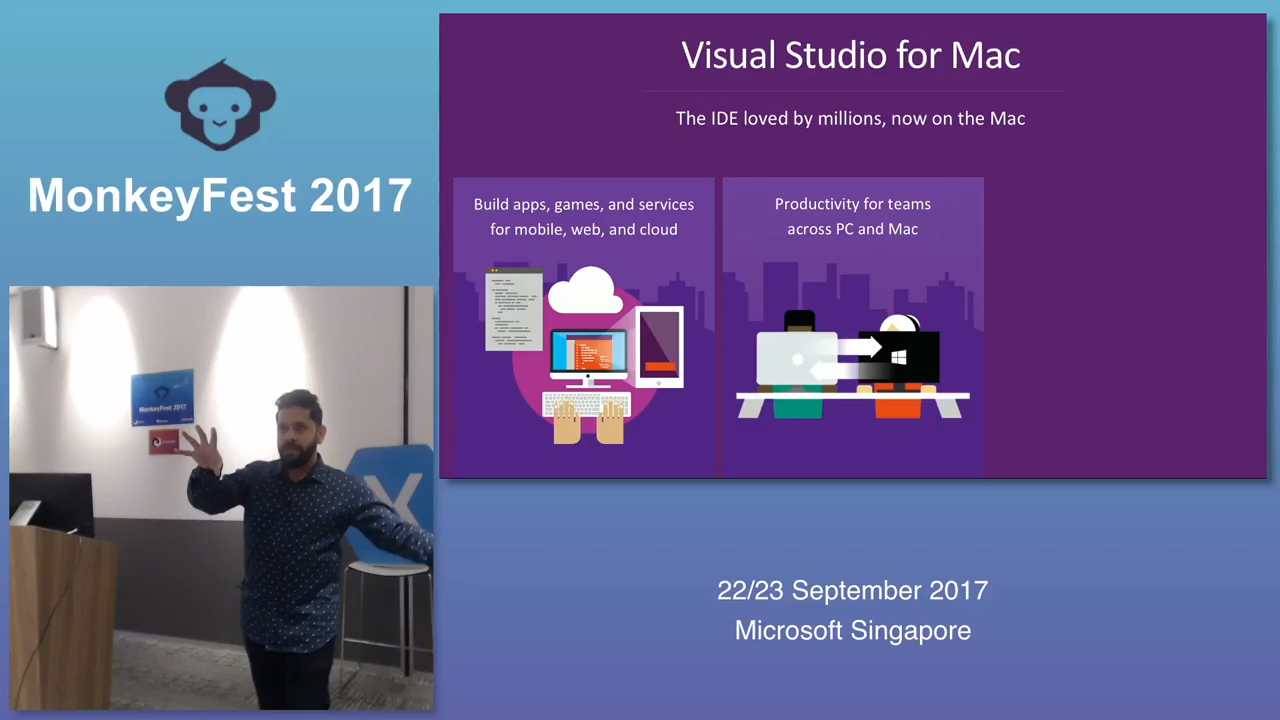 MonkeyFest 2017
Visual Studio for Mac
The IDE loved by millions, now on the Mac
Build apps, games, and services
for mobile, web, and cloud
Productivity for teams
across PC and Mac
MonkeyFest 2017
22/23 September 2017
Microsoft Singapore